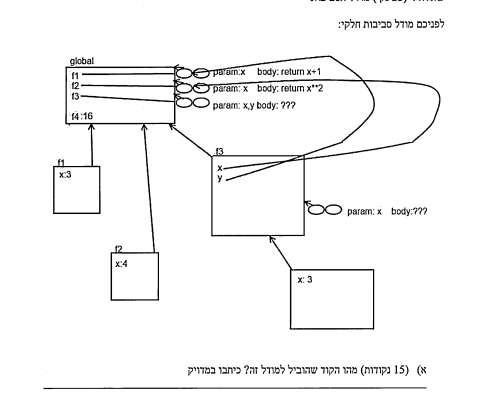 לפניכם מודל סביבות חלקי:
global
f1
param:x body: return x+1
f2
param: x body: return x**2
f3
param: x,y body: ???
f4:16
f1
x:3
f3
x
y
param: x body:???
f2
x:4
x: 3
א) (15 נקודות) מהו הקוד שהוביל למודל זה? כיתבו במדויק